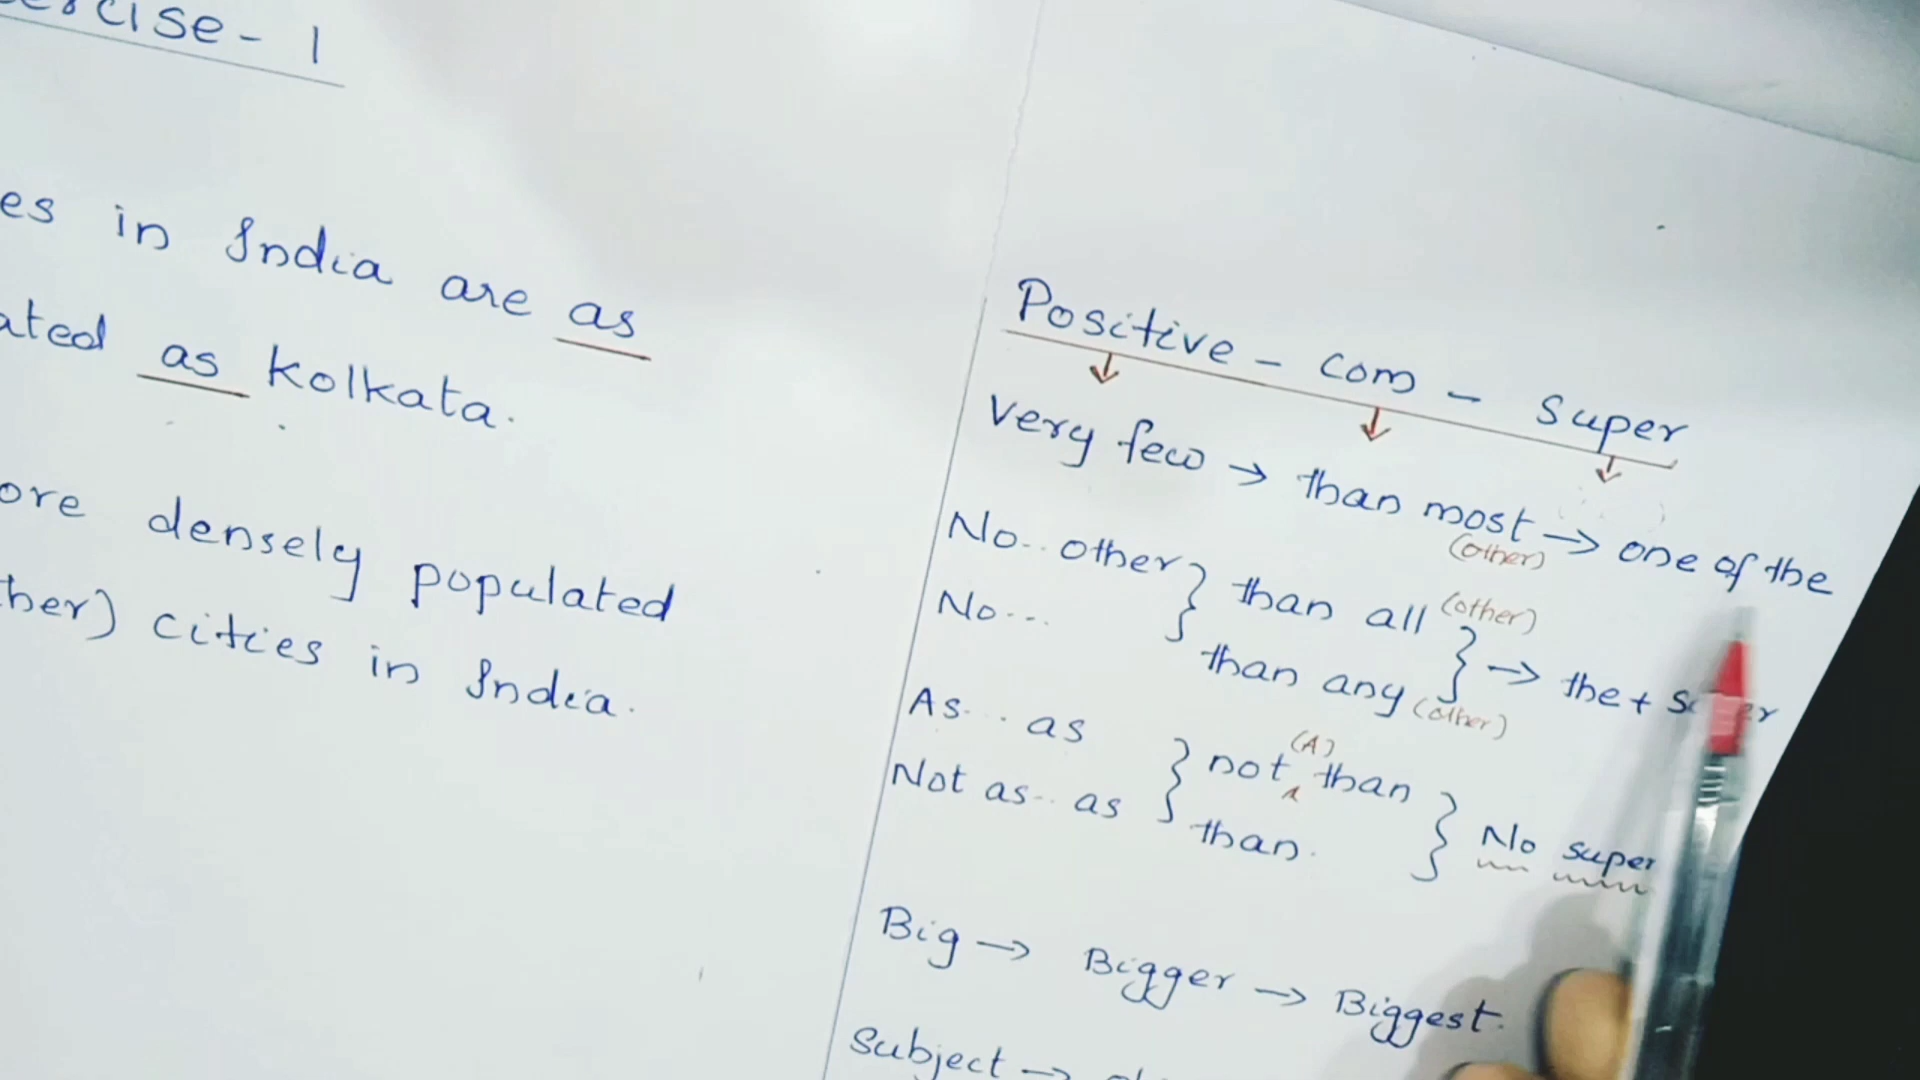 ercise - 1
es in India are as
ated as Kolkata.
ore densely populated
ther) cities in India.
Positive - Com - Super
Very few → than most → one of the
(other)
No.. other } than all (other)
No... than any (other) } → the + super
As... as } not (A) than
Not as.. as than. } No super
Big → Bigger → Biggest.
Subject →